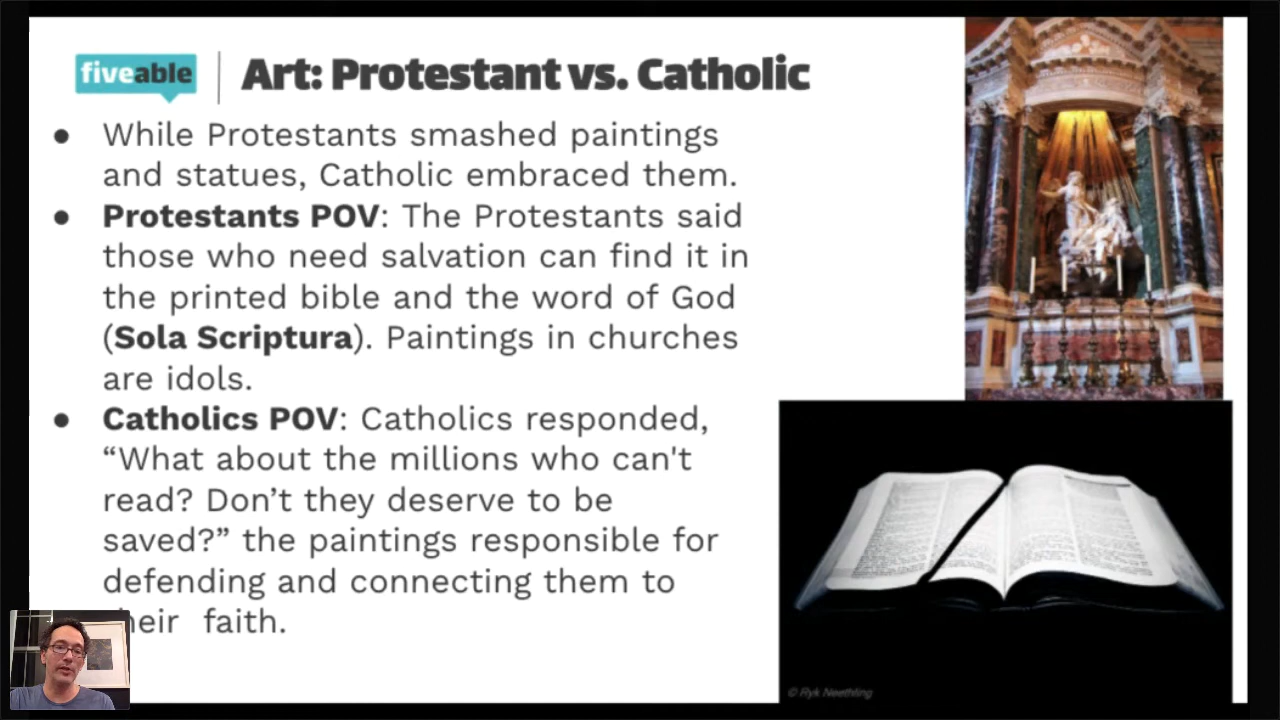 fiveable
Art: Protestant vs. Catholic
● While Protestants smashed paintings
and statues, Catholic embraced them.
● Protestants POV: The Protestants said
those who need salvation can find it in
the printed bible and the word of God
(Sola Scriptura). Paintings in churches
are idols.
● Catholics POV: Catholics responded,
“What about the millions who can't
read? Don’t they deserve to be
saved?” the paintings responsible for
defending and connecting them to
heir faith.
© Ryk Neethling